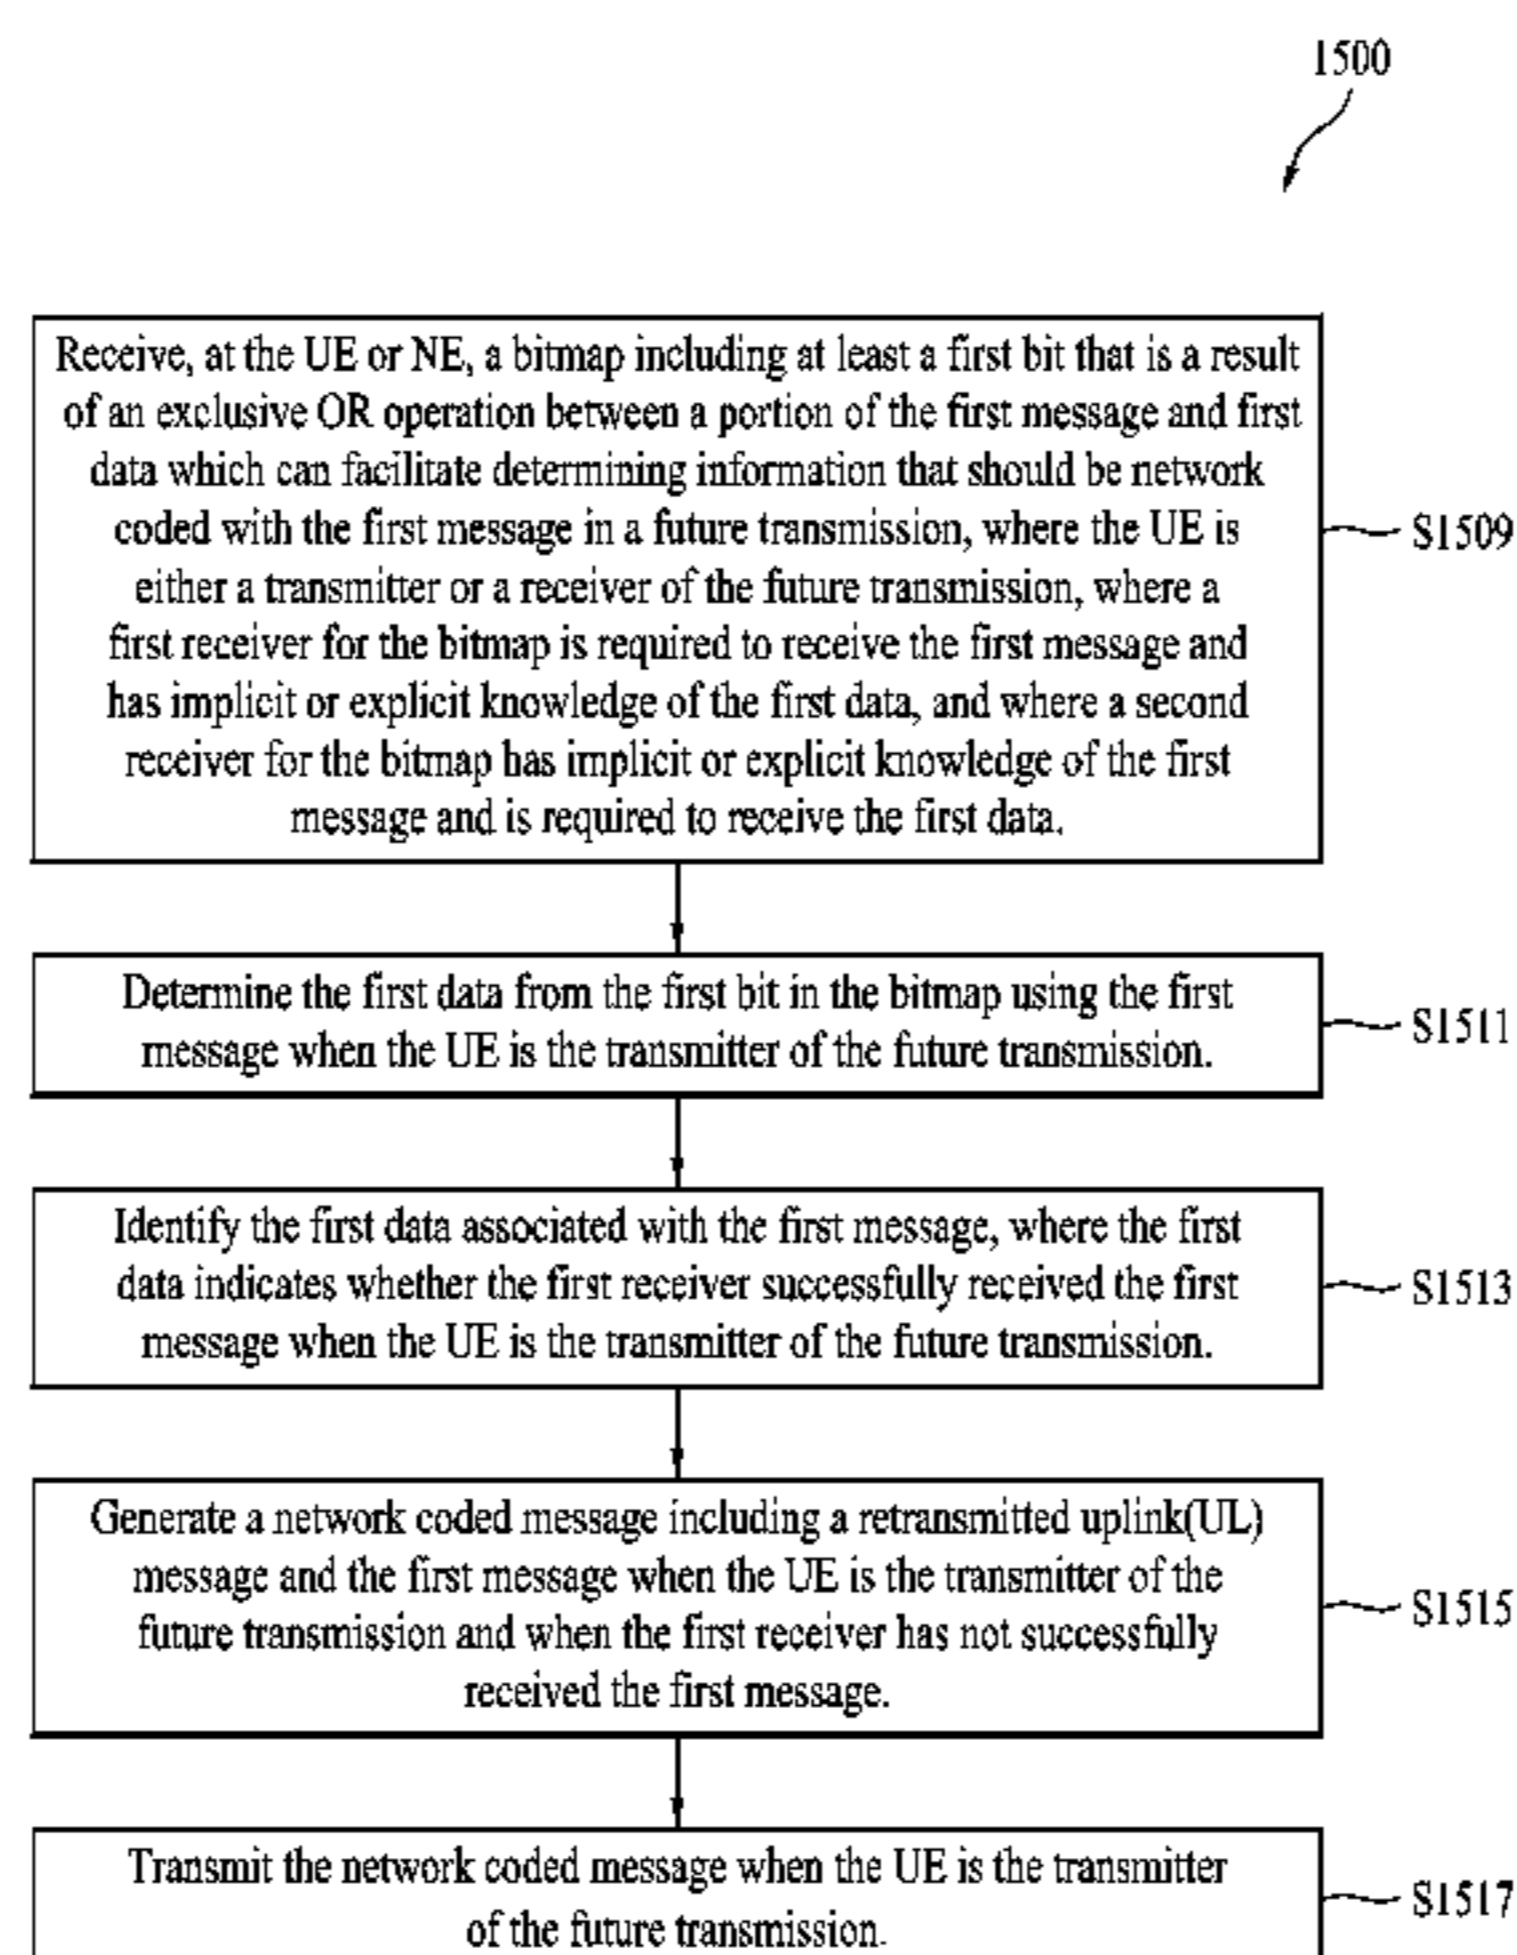 1500
Receive, at the UE or NE, a bitmap including at least a first bit that is a result
of an exclusive OR operation between a portion of the first message and first
data which can facilitate determining information that should be network
coded with the first message in a future transmission, where the UE is
either a transmitter or a receiver of the future transmission, where a
first receiver for the bitmap is required to receive the first message and
has implicit or explicit knowledge of the first data, and where a second
receiver for the bitmap has implicit or explicit knowledge of the first
message and is required to receive the first data.
S1509
Determine the first data from the first bit in the bitmap using the first
message when the UE is the transmitter of the future transmission.
S1511
Identify the first data associated with the first message, where the first
data indicates whether the first receiver successfully received the first
message when the UE is the transmitter of the future transmission.
S1513
Generate a network coded message including a retransmitted uplink(UL)
message and the first message when the UE is the transmitter of the
future transmission and when the first receiver has not successfully
received the first message.
S1515
Transmit the network coded message when the UE is the transmitter
of the future transmission.
S1517